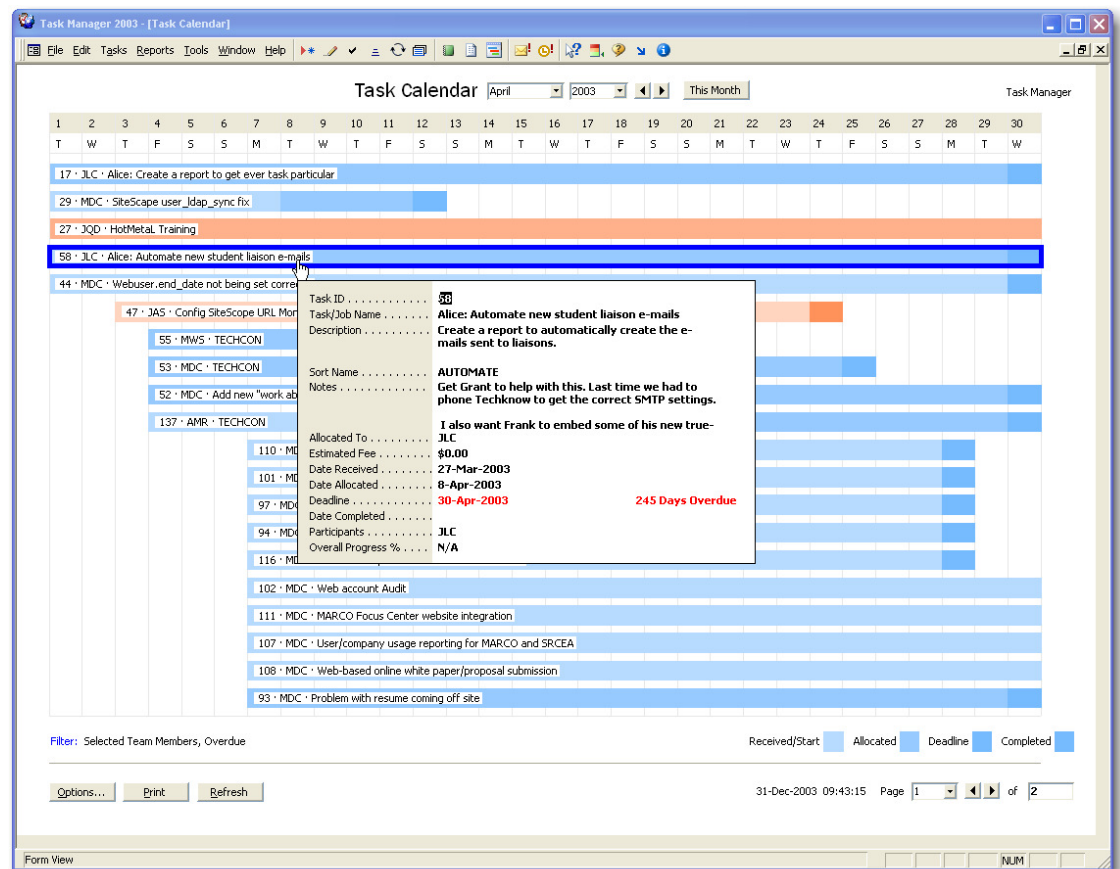 Task Manager 2003 - [Task Calendar]
File Edit Tasks Reports Tools Window Help
Task Calendar April 2003 This Month Task Manager
1 2 3 4 5 6 7 8 9 10 11 12 13 14 15 16 17 18 19 20 21 22 23 24 25 26 27 28 29 30
T W T F S S M T W T F S S M T W T F S S M T W T F S S M T W
17 · JLC · Alice: Create a report to get ever task particular
29 · MDC · SiteScape user_ldap_sync fix
27 · JQD · HotMetaL Training
58 · JLC · Alice: Automate new student liaison e-mails
44 · MDC · Webuser.end_date not being set corre
47 · JAS · Config SiteScope URL Mon
55 · MWS · TECHCON
53 · MDC · TECHCON
52 · MDC · Add new "work ab
137 · AMR · TECHCON
110 · MD
101 · MD
97 · MDC
94 · MDC
116 · MD
Task ID . . . . . . . . . . . . 58
Task/Job Name . . . . . . . Alice: Automate new student liaison e-mails
Description . . . . . . . . . . Create a report to automatically create the e-
mails sent to liaisons.
Sort Name . . . . . . . . . . AUTOMATE
Notes . . . . . . . . . . . . . Get Grant to help with this. Last time we had to
phone Techknow to get the correct SMTP settings.
I also want Frank to embed some of his new true-
Allocated To . . . . . . . . . JLC
Estimated Fee . . . . . . . . $0.00
Date Received . . . . . . . . 27-Mar-2003
Date Allocated . . . . . . . . 8-Apr-2003
Deadline . . . . . . . . . . . . 30-Apr-2003 245 Days Overdue
Date Completed . . . . . . .
Participants . . . . . . . . . . JLC
Overall Progress % . . . . N/A
102 · MDC · Web account Audit
111 · MDC · MARCO Focus Center website integration
107 · MDC · User/company usage reporting for MARCO and SRCEA
108 · MDC · Web-based online white paper/proposal submission
93 · MDC · Problem with resume coming off site
Filter: Selected Team Members, Overdue
Received/Start Allocated Deadline Completed
Options... Print Refresh 31-Dec-2003 09:43:15 Page 1 of 2
Form View NUM